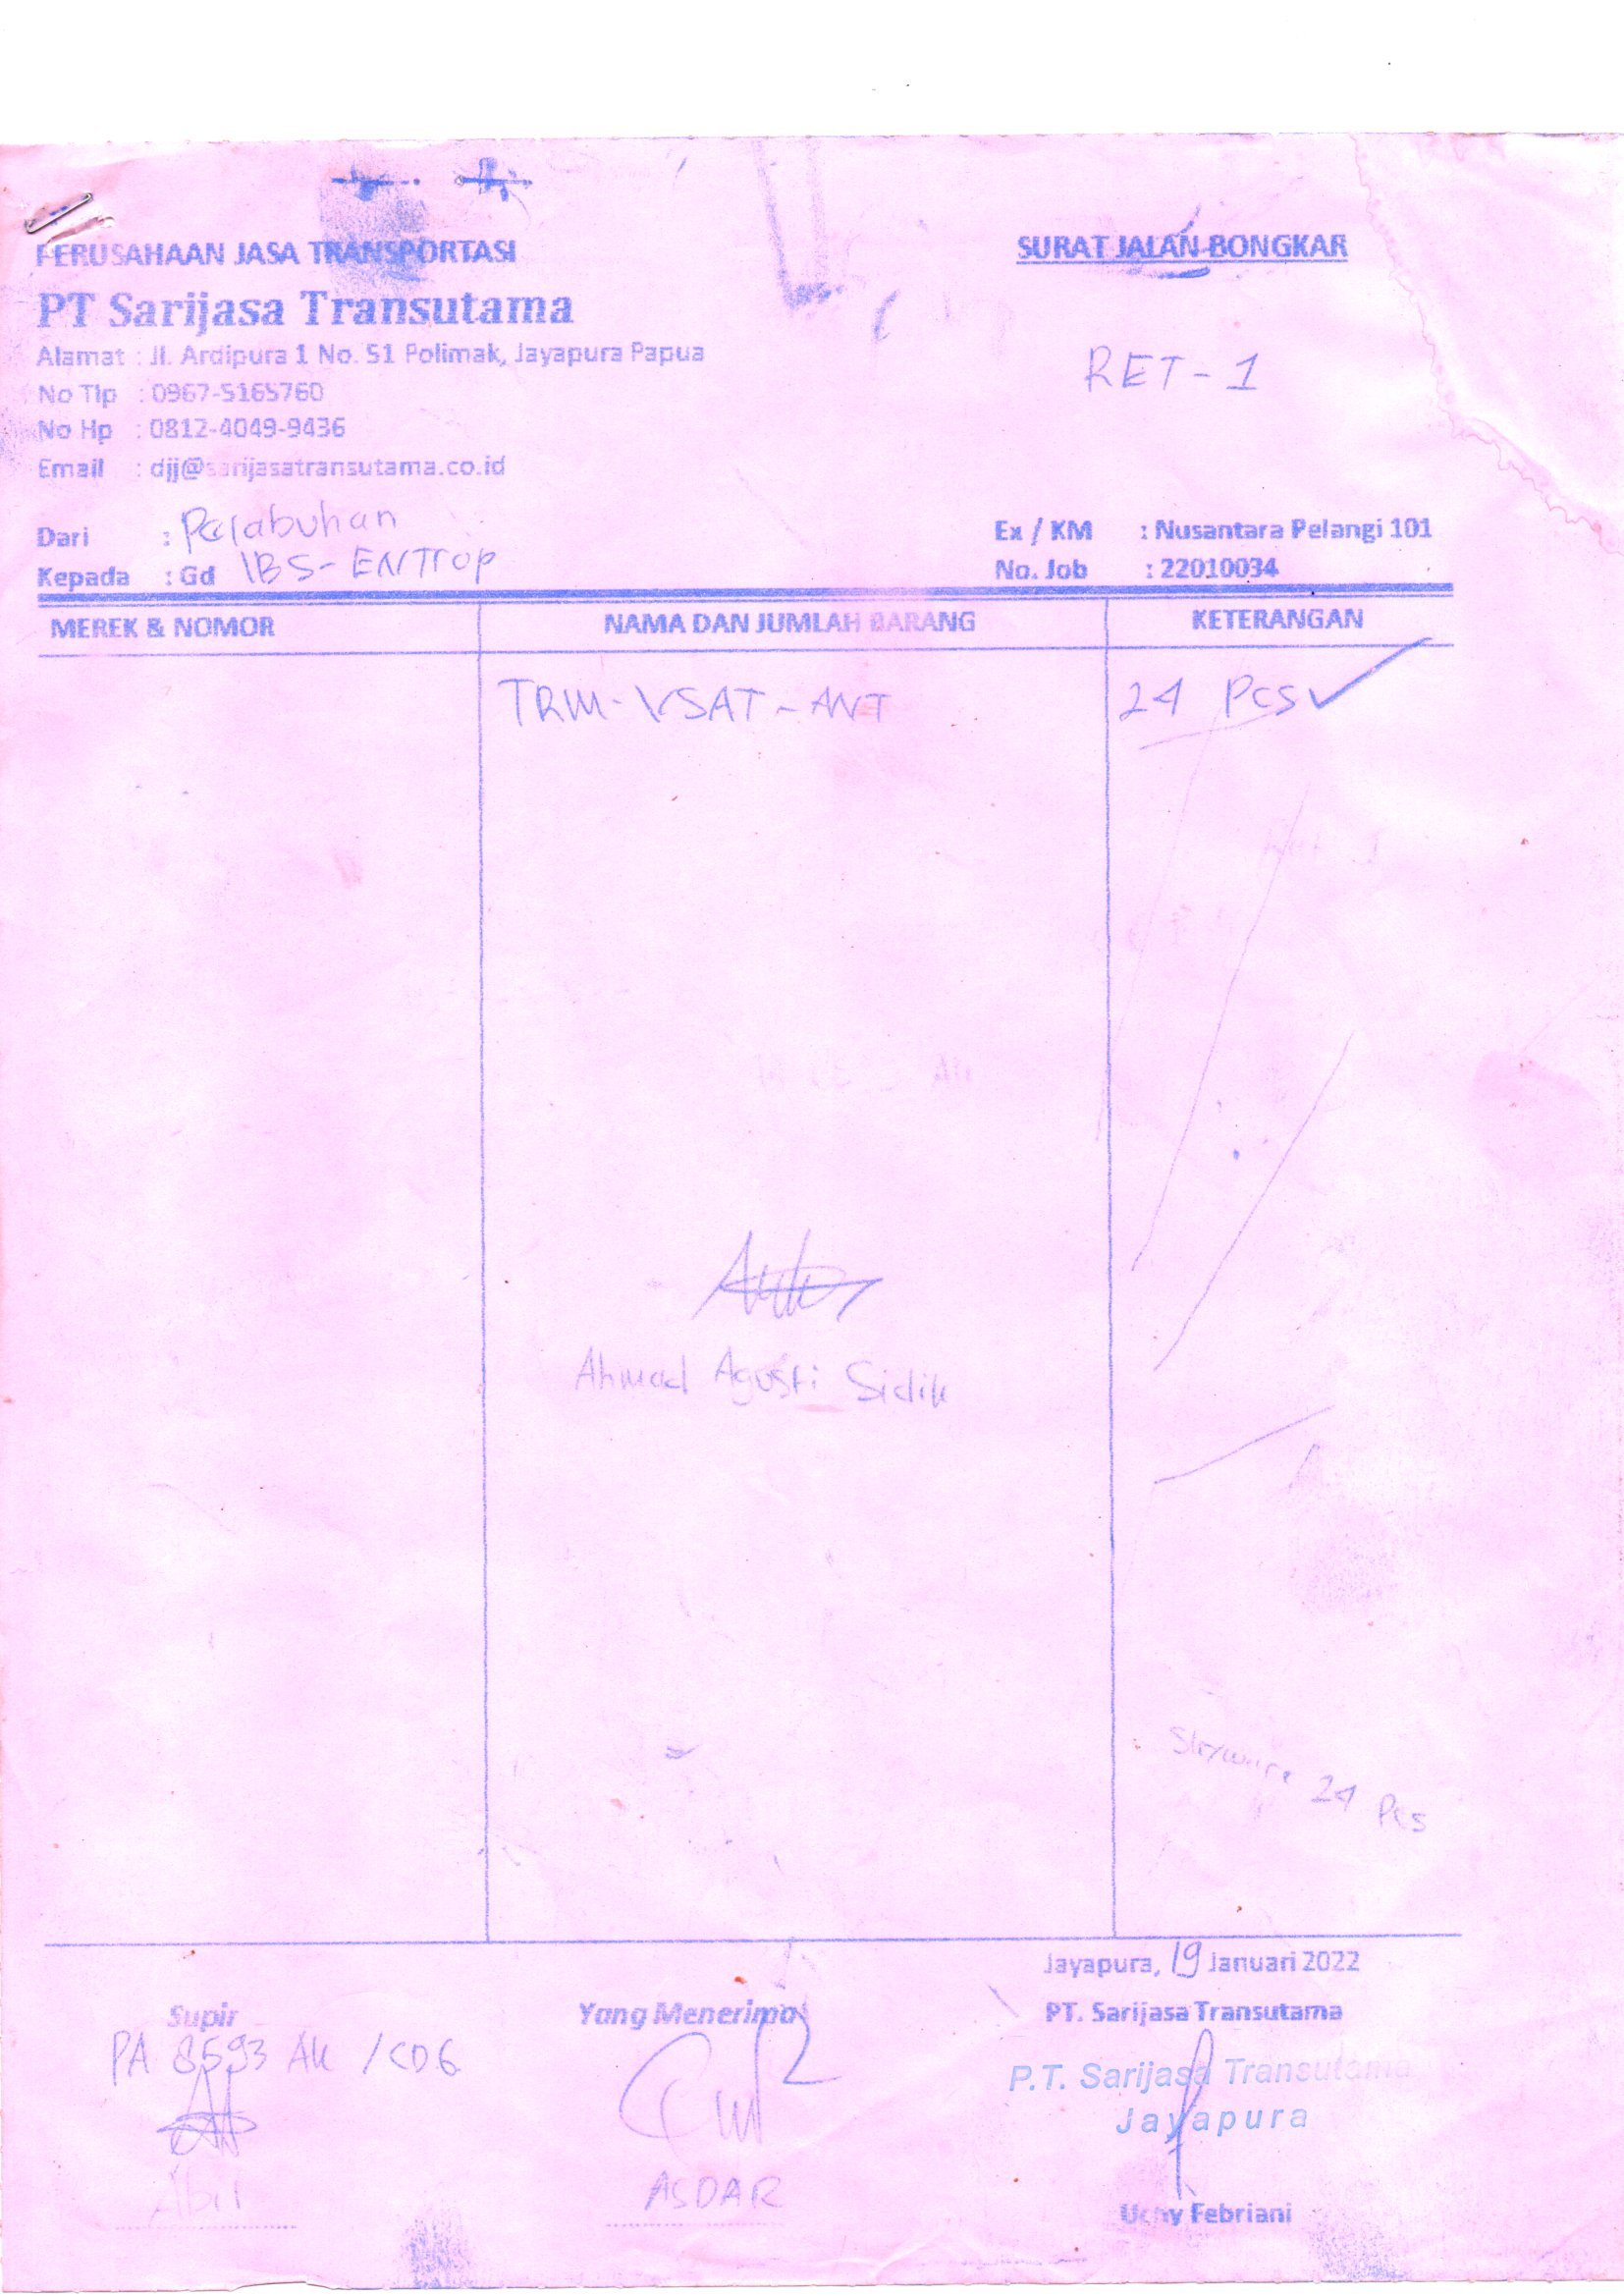 PERUSAHAAN JASA TRANSPORTASI
SURAT JALAN BONGKAR
PT Sarijasa Transutama
Alamat : Jl. Ardipura 1 No. 51 Polimak, Jayapura Papua
RET-1
No Tlp : 0967-5165760
No Hp : 0812-4049-9436
Email : djj@sarijasatransutama.co.id
Dari : Pelabuhan
Ex / KM : Nusantara Pelangi 101
Kepada : Gd IBS-ENTrop
No. Job : 22010034
MEREK & NOMOR NAMA DAN JUMLAH BARANG KETERANGAN
TRM-VSAT-ANT 24 Pcs
Ahmad Agusti Sidik
24 Pcs
Jayapura, 19 Januari 2022
Supir Yang Menerima PT. Sarijasa Transutama
PA 8593 AK /CD6
P.T. Sarijasa Transutama
Jayapura
ASDAR
Uchy Febriani